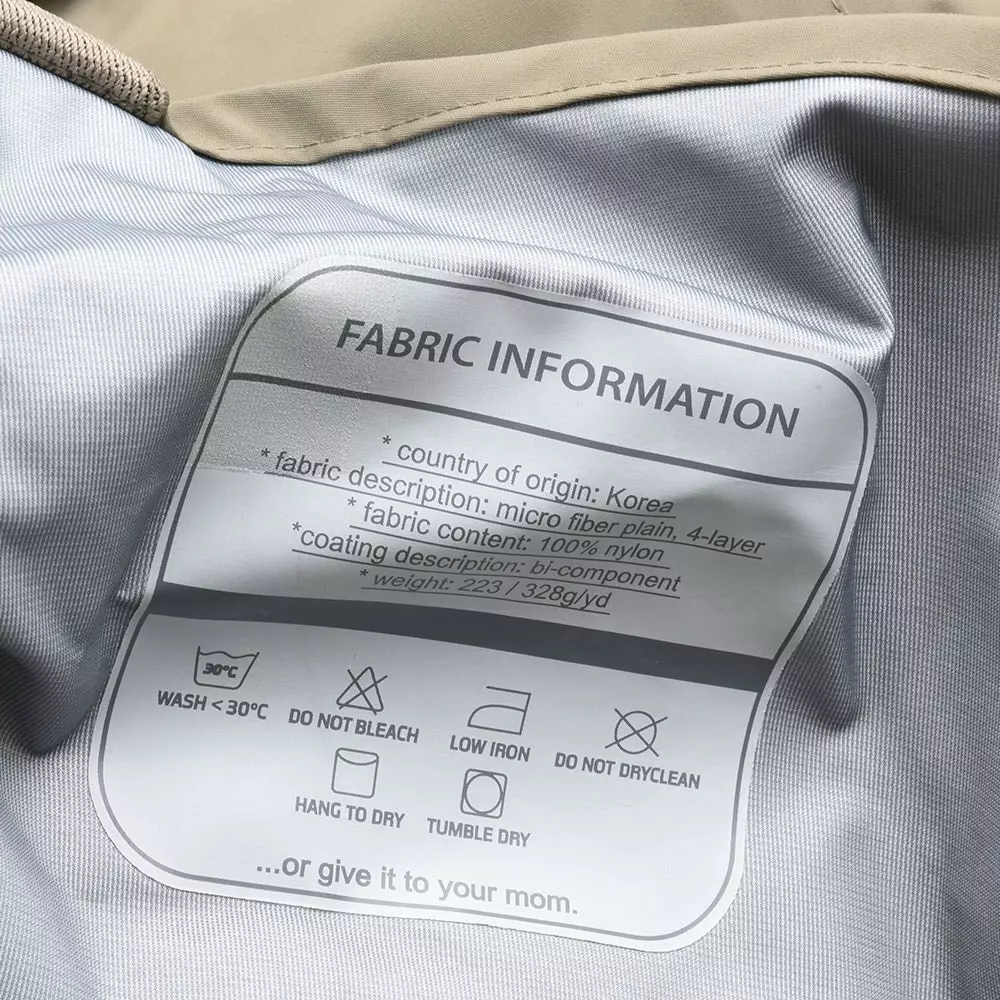 FABRIC INFORMATION
* country of origin: Korea
* fabric description: micro fiber plain, 4-layer
* fabric content: 100% nylon
*coating description: bi-component
* weight: 223 / 328g/yd
30°C
WASH < 30°C
DO NOT BLEACH
LOW IRON
DO NOT DRYCLEAN
HANG TO DRY
TUMBLE DRY
...or give it to your mom.